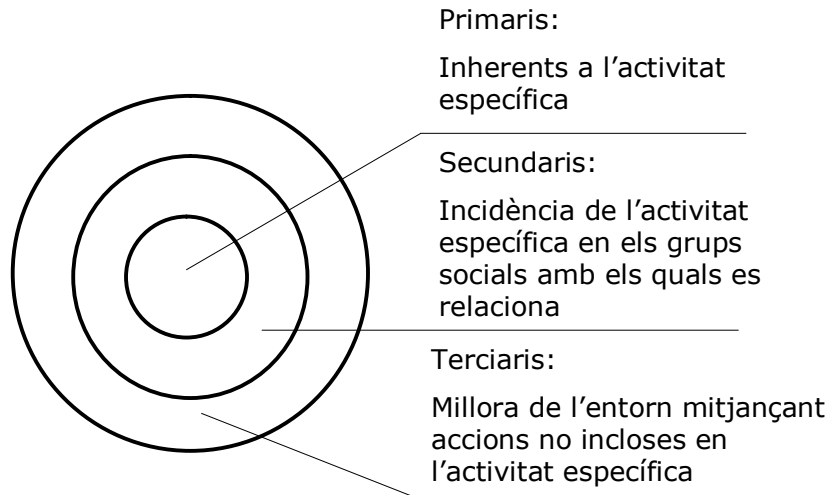 Primaris:
Inherents a l’activitat
específica
Secundaris:
Incidència de l’activitat
específica en els grups
socials amb els quals es
relaciona
Terciaris:
Millora de l’entorn mitjançant
accions no incloses en
l’activitat específica